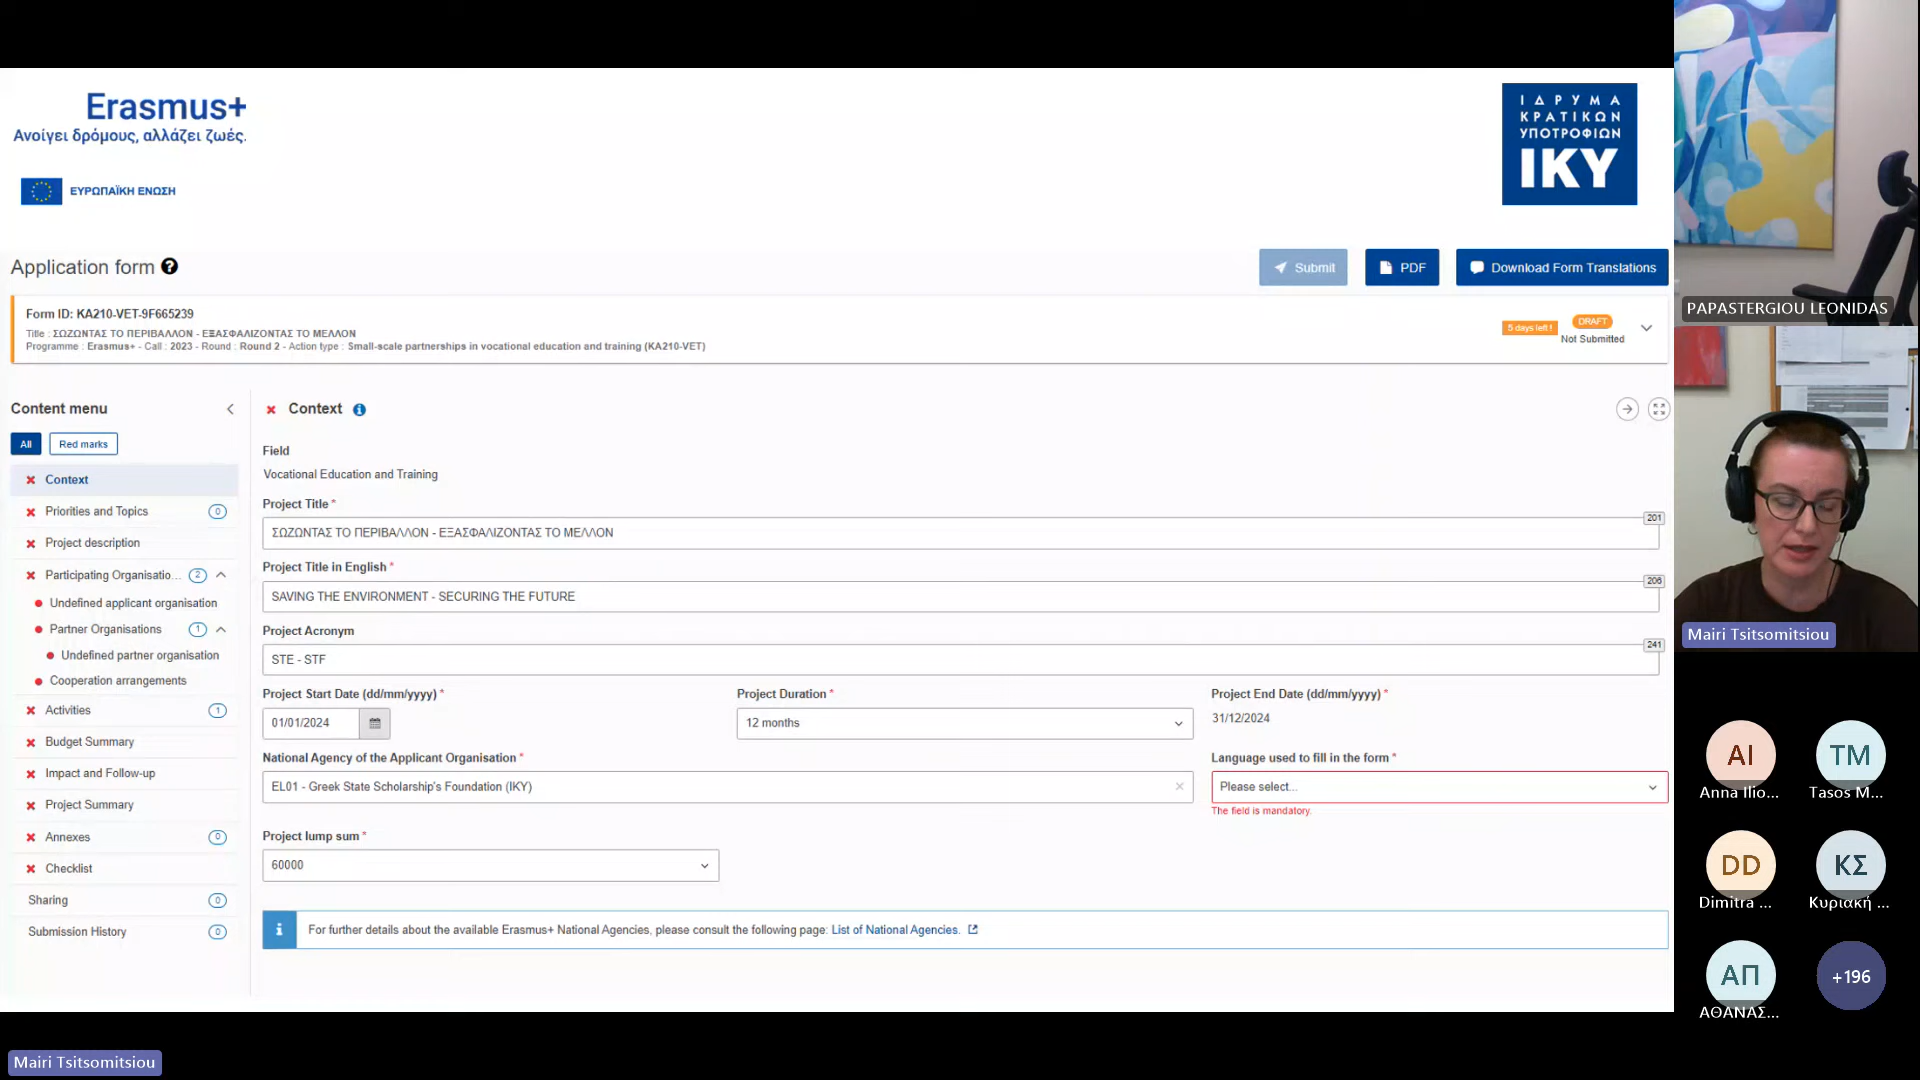 Erasmus+
Ανοίγει δρόμους, αλλάζει ζωές.
ΕΥΡΩΠΑΪΚΗ ΕΝΩΣΗ
ΙΔΡΥΜΑ
ΚΡΑΤΙΚΩΝ
ΥΠΟΤΡΟΦΙΩΝ
IKY
Application form ?
Submit
PDF
Download Form Translations
Form ID: KA210-VET-9F665239
Title : ΣΩΖΟΝΤΑΣ ΤΟ ΠΕΡΙΒΑΛΛΟΝ - ΕΞΑΣΦΑΛΙΖΟΝΤΑΣ ΤΟ ΜΕΛΛΟΝ
Programme : Erasmus+ - Call : 2023 - Round : Round 2 - Action type : Small-scale partnerships in vocational education and training (KA210-VET)
5 days left !
DRAFT
Not Submitted
Content menu
All
Red marks
Context
Priorities and Topics 0
Project description
Participating Organisatio... 2
Undefined applicant organisation
Partner Organisations 1
Undefined partner organisation
Cooperation arrangements
Activities 1
Budget Summary
Impact and Follow-up
Project Summary
Annexes 0
Checklist
Sharing 0
Submission History 0
Context
Field
Vocational Education and Training
Project Title *
201
ΣΩΖΩΝΤΑΣ ΤΟ ΠΕΡΙΒΑΛΛΟΝ - ΕΞΑΣΦΑΛΙΖΟΝΤΑΣ ΤΟ ΜΕΛΛΟΝ
Project Title in English *
206
SAVING THE ENVIRONMENT - SECURING THE FUTURE
Project Acronym
241
STE - STF
Project Start Date (dd/mm/yyyy) *
01/01/2024
Project Duration *
12 months
Project End Date (dd/mm/yyyy) *
31/12/2024
National Agency of the Applicant Organisation *
EL01 - Greek State Scholarship's Foundation (IKY)
Language used to fill in the form *
Please select...
The field is mandatory.
Project lump sum *
60000
For further details about the available Erasmus+ National Agencies, please consult the following page: List of National Agencies.
PAPASTERGIOU LEONIDAS
Mairi Tsitsomitsiou
AI
Anna Ilio...
TM
Tasos M...
DD
Dimitra ...
ΚΣ
Κυριακή ...
ΑΠ
ΑΘΑΝΑΣ...
+196
Mairi Tsitsomitsiou